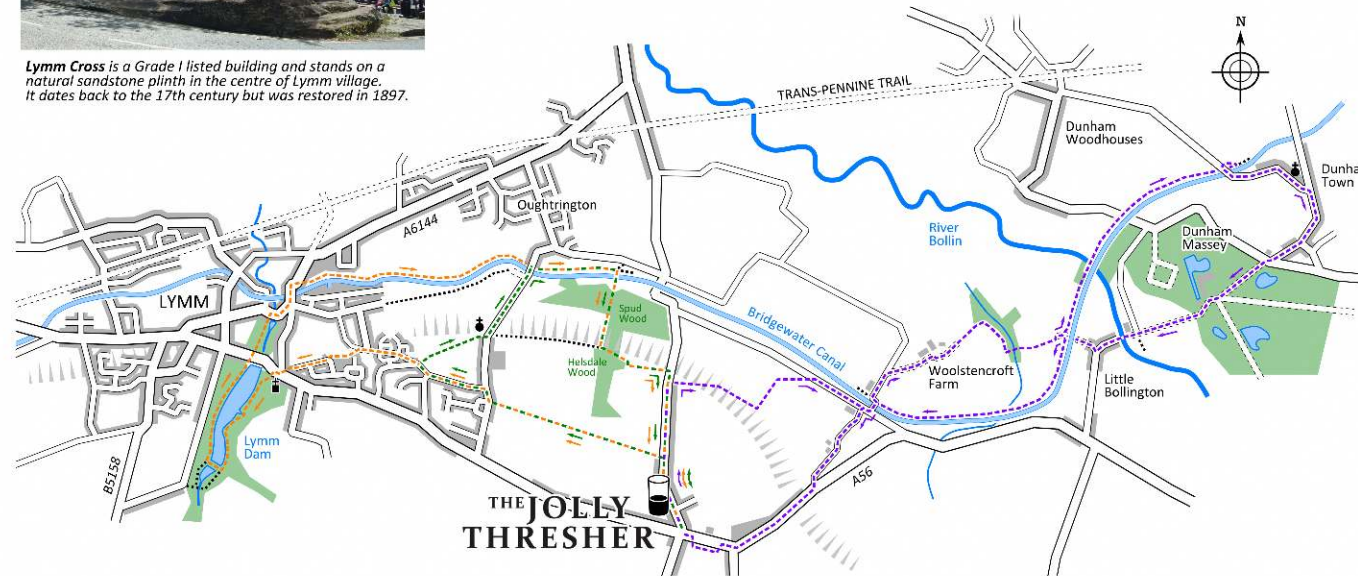 Lymm Cross is a Grade I listed building and stands on a
natural sandstone plinth in the centre of Lymm village.
It dates back to the 17th century but was restored in 1897.
N
TRANS-PENNINE TRAIL
Dunham
Woodhouses
Dunha
Town
Oughtrington
A6144
River
Bollin
Dunham
Massey
LYMM
Spud
Wood
Bridgewater Canal
Helsdale
Wood
Woolstencroft
Farm
Little
Bollington
Lymm
Dam
B5158
A56
THE JOLLY
THRESHER